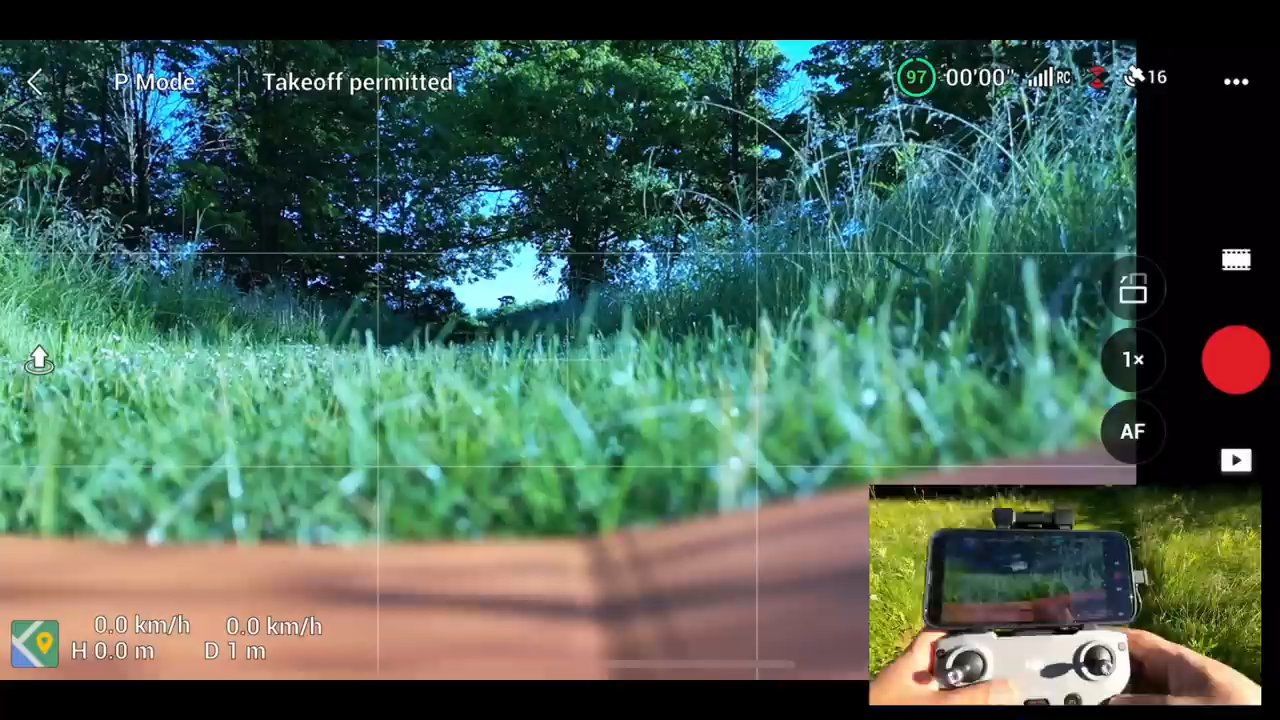 P Mode
Takeoff permitted
97
00'00"
RC
16
1×
AF
0.0 km/h
0.0 km/h
H 0.0 m
D 1 m